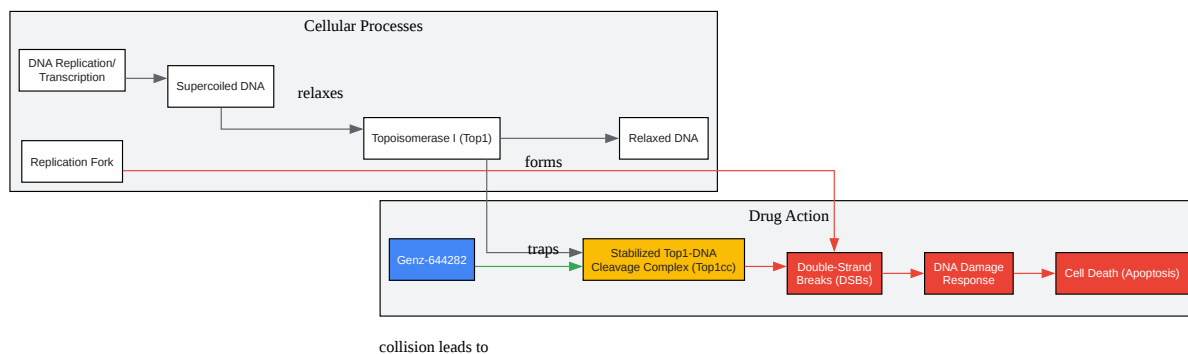 Cellular Processes
DNA Replication/
Transcription
Supercoiled DNA
relaxes
Topoisomerase I (Top1)
Relaxed DNA
Replication Fork
forms
Drug Action
Genz-644282
traps
Stabilized Top1-DNA
Cleavage Complex (Top1cc)
Double-Strand
Breaks (DSBs)
DNA Damage
Response
Cell Death (Apoptosis)
collision leads to